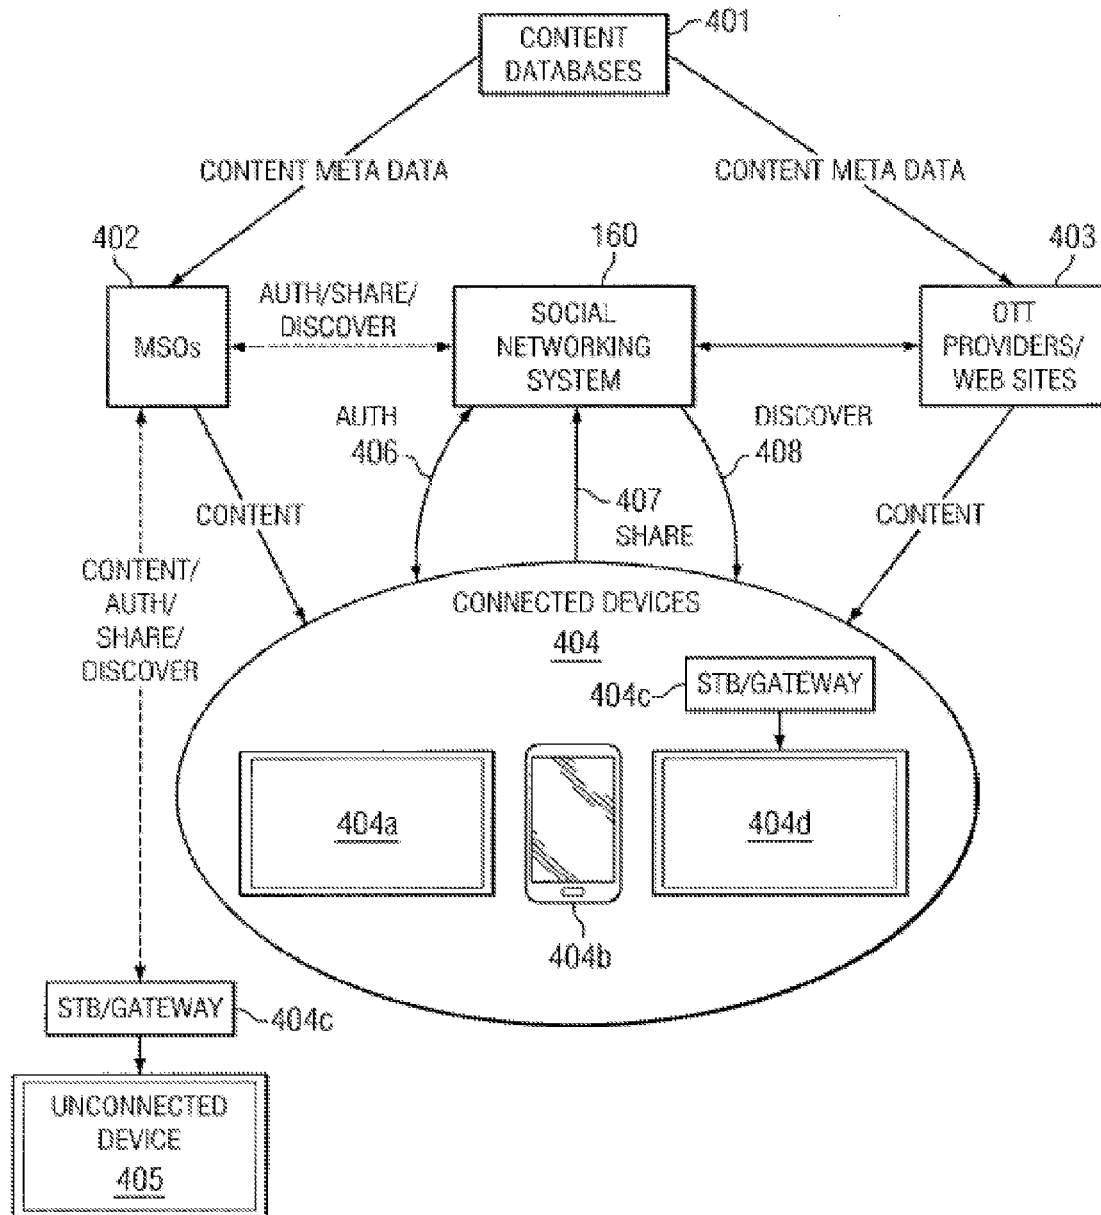 CONTENT
DATABASES
401
CONTENT META DATA
CONTENT META DATA
402
160
403
MSOs
AUTH/SHARE/
DISCOVER
SOCIAL
NETWORKING
SYSTEM
OTT
PROVIDERS/
WEB SITES
AUTH
406
DISCOVER
408
407
SHARE
CONTENT
CONTENT
CONTENT/
AUTH/
SHARE/
DISCOVER
CONNECTED DEVICES
404
404c
STB/GATEWAY
404a
404d
404b
STB/GATEWAY
404c
UNCONNECTED
DEVICE
405